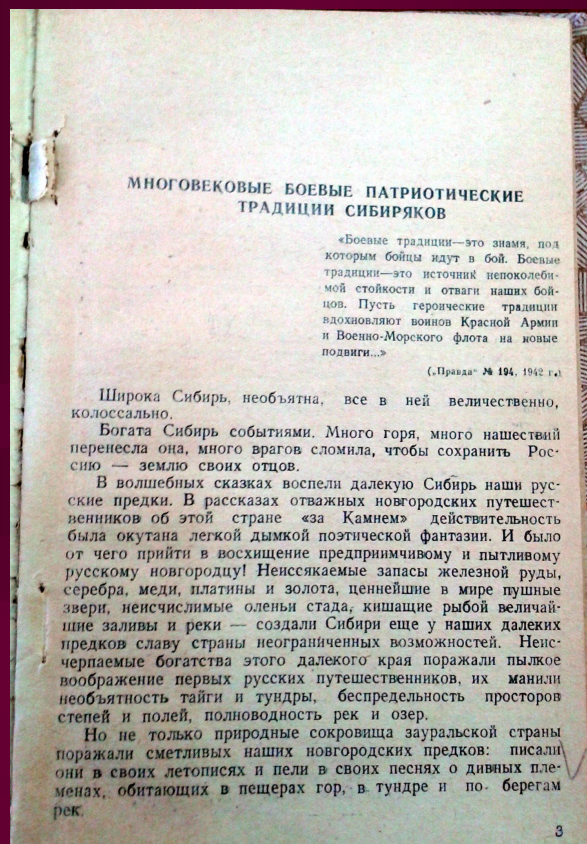 МНОГОВЕКОВЫЕ БОЕВЫЕ ПАТРИОТИЧЕСКИЕ
ТРАДИЦИИ СИБИРЯКОВ
«Боевые традиции—это знамя, под
которым бойцы идут в бой. Боевые
традиции—это источник непоколеби-
мой стойкости и отваги наших бой-
цов. Пусть героические традиции
вдохновляют воинов Красной Армии
и Военно-Морского флота на новые
подвиги...»
(„Правда“ № 194, 1942 г.)
Широка Сибирь, необъятна, все в ней величественно,
колоссально.
Богата Сибирь событиями. Много горя, много нашествий
перенесла она, много врагов сломила, чтобы сохранить Рос-
сию — землю своих отцов.
В волшебных сказках воспели далекую Сибирь наши рус-
ские предки. В рассказах отважных новгородских путешест-
венников об этой стране «за Камнем» действительность
была окутана легкой дымкой поэтической фантазии. И было
от чего прийти в восхищение предприимчивому и пытливому
русскому новгородцу! Неиссякаемые запасы железной руды,
серебра, меди, платины и золота, ценнейшие в мире пушные
звери, неисчислимые оленьи стада, кишащие рыбой величай-
шие заливы и реки — создали Сибири еще у наших далеких
предков славу страны неограниченных возможностей. Неис-
черпаемые богатства этого далекого края поражали пылкое
воображение первых русских путешественников, их манили
необъятность тайги и тундры, беспредельность просторов
степей и полей, полноводность рек и озер.
Но не только природные сокровища зауральской страны
поражали сметливых наших новгородских предков: писали
они в своих летописях и пели в своих песнях о дивных пле-
менах, обитающих в пещерах гор, в тундре и по берегам
рек.
3